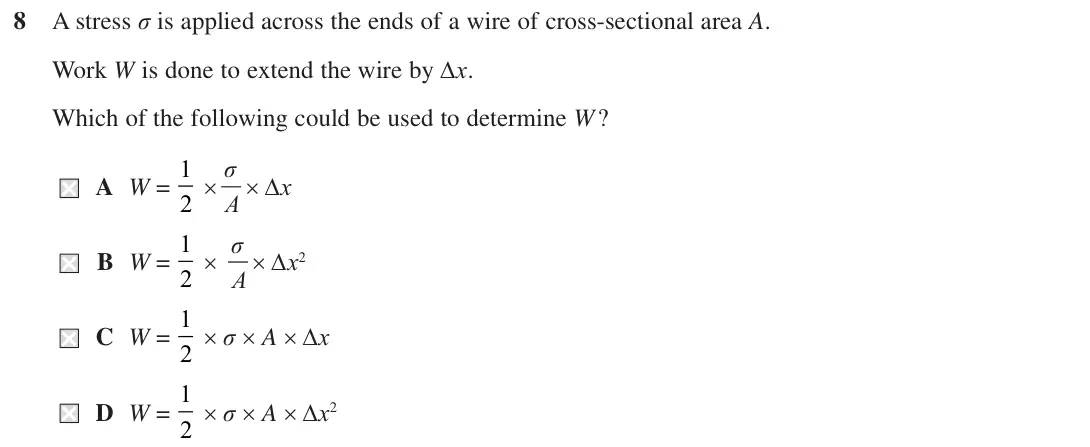 8 A stress σ is applied across the ends of a wire of cross-sectional area A.
Work W is done to extend the wire by Δx.
Which of the following could be used to determine W?
A W = 1/2 × σ/A × Δx
B W = 1/2 × σ/A × Δx²
C W = 1/2 × σ × A × Δx
D W = 1/2 × σ × A × Δx²